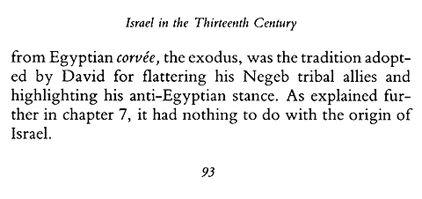 Israel in the Thirteenth Century
from Egyptian corvée, the exodus, was the tradition adopt-
ed by David for flattering his Negeb tribal allies and
highlighting his anti-Egyptian stance. As explained fur-
ther in chapter 7, it had nothing to do with the origin of
Israel.
93